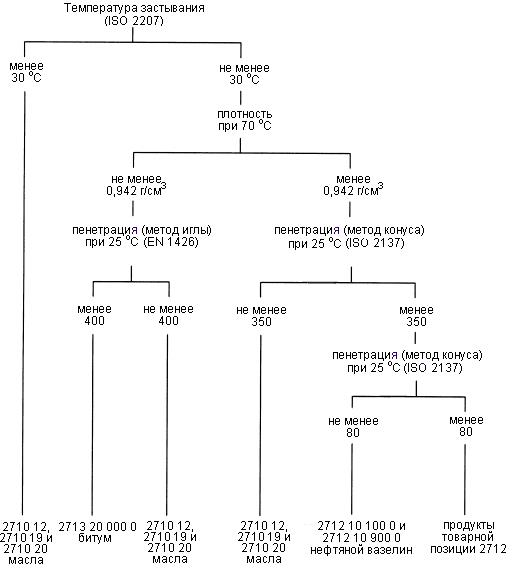 Температура застывания
(ISO 2207)
менее
30 °C
не менее
30 °C
плотность
при 70 °C
не менее
0,942 г/см³
менее
0,942 г/см³
пенетрация (метод иглы)
при 25 °C (EN 1426)
пенетрация (метод конуса)
при 25 °C (ISO 2137)
менее
400
не менее
400
не менее
350
менее
350
пенетрация (метод конуса)
при 25 °C (ISO 2137)
не менее
80
менее
80
2710 12,
2710 19 и
2710 20
масла
2713 20 000 0
битум
2710 12,
2710 19 и
2710 20
масла
2710 12,
2710 19 и
2710 20
масла
2712 10 100 0 и
2712 10 900 0
нефтяной вазелин
продукты
товарной
позиции 2712